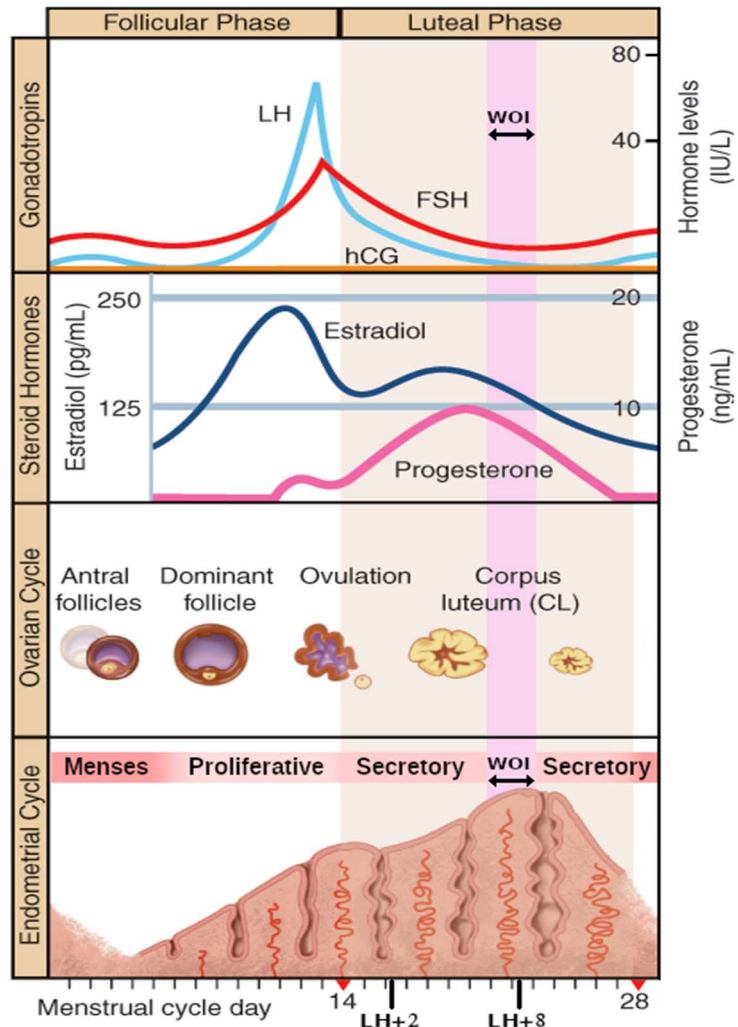 Follicular Phase
Luteal Phase
Gonadotropins
LH
FSH
hCG
WOI
80
40
Hormone levels
(IU/L)
Steroid Hormones
Estradiol (pg/mL)
250
125
Estradiol
Progesterone
20
10
Progesterone
(ng/mL)
Ovarian Cycle
Antral
follicles
Dominant
follicle
Ovulation
Corpus
luteum (CL)
Endometrial Cycle
Menses
Proliferative
Secretory
WOI
Secretory
Menstrual cycle day
14
28
LH+2
LH+8